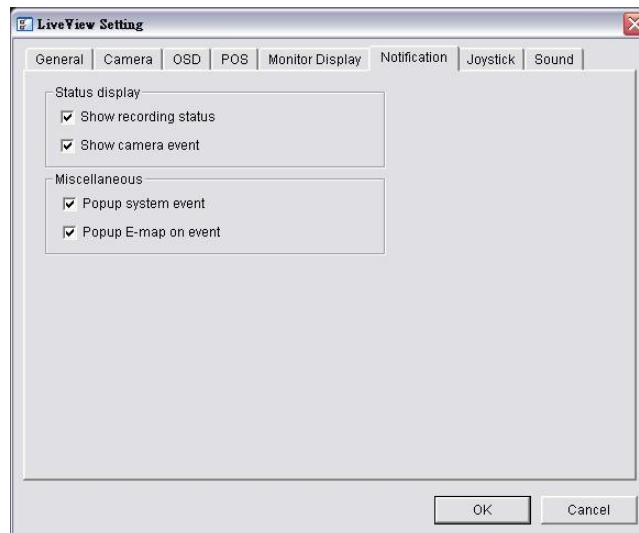 LiveView Setting
General Camera OSD POS Monitor Display Notification Joystick Sound
Status display
Show recording status
Show camera event
Miscellaneous
Popup system event
Popup E-map on event
OK Cancel